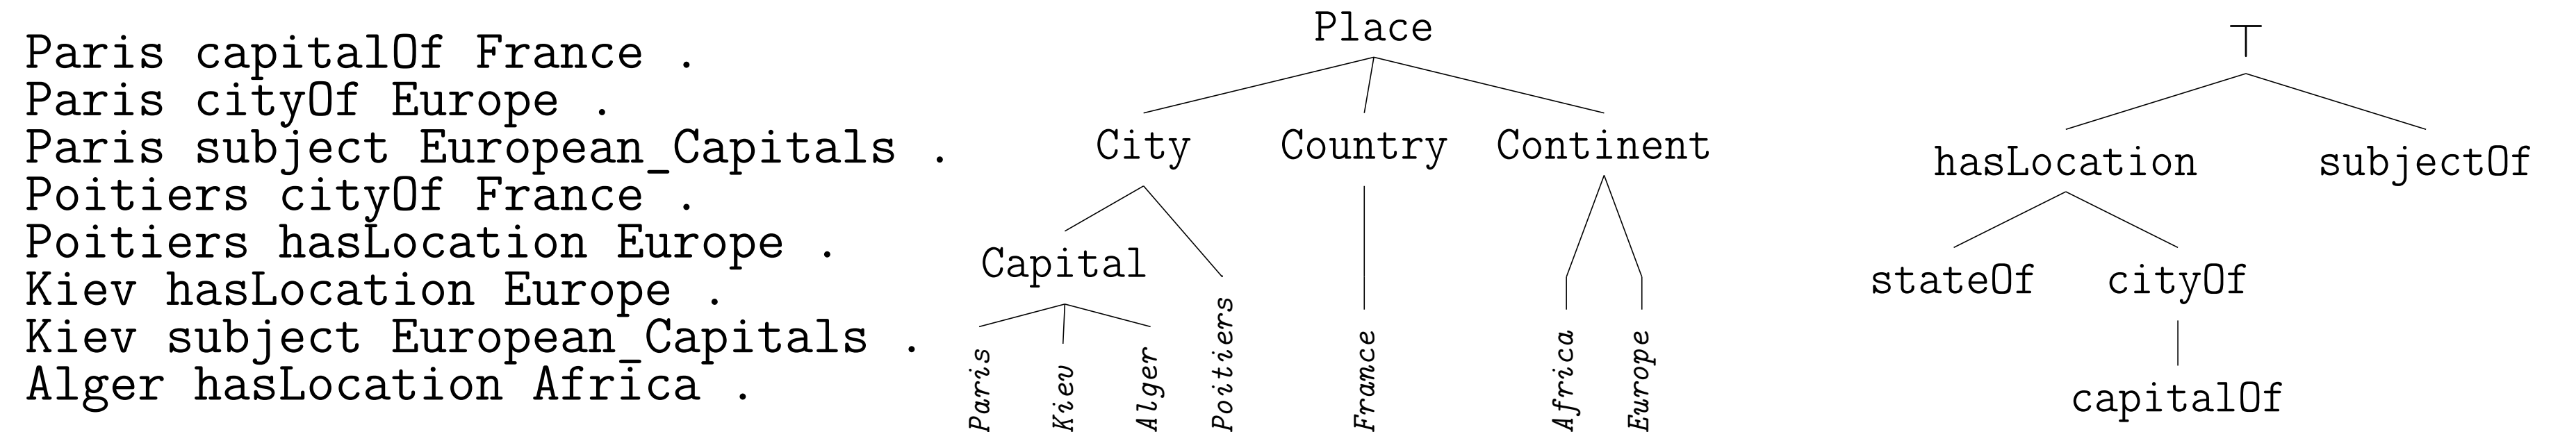 Paris capitalOf France .
Paris cityOf Europe .
Paris subject European_Capitals .
Poitiers cityOf France .
Poitiers hasLocation Europe .
Kiev hasLocation Europe .
Kiev subject European_Capitals .
Alger hasLocation Africa .
Place
City Country Continent
Capital
Paris
Kiev
Alger
Poitiers
France
Africa
Europe
⊤
hasLocation subjectOf
stateOf cityOf
capitalOf